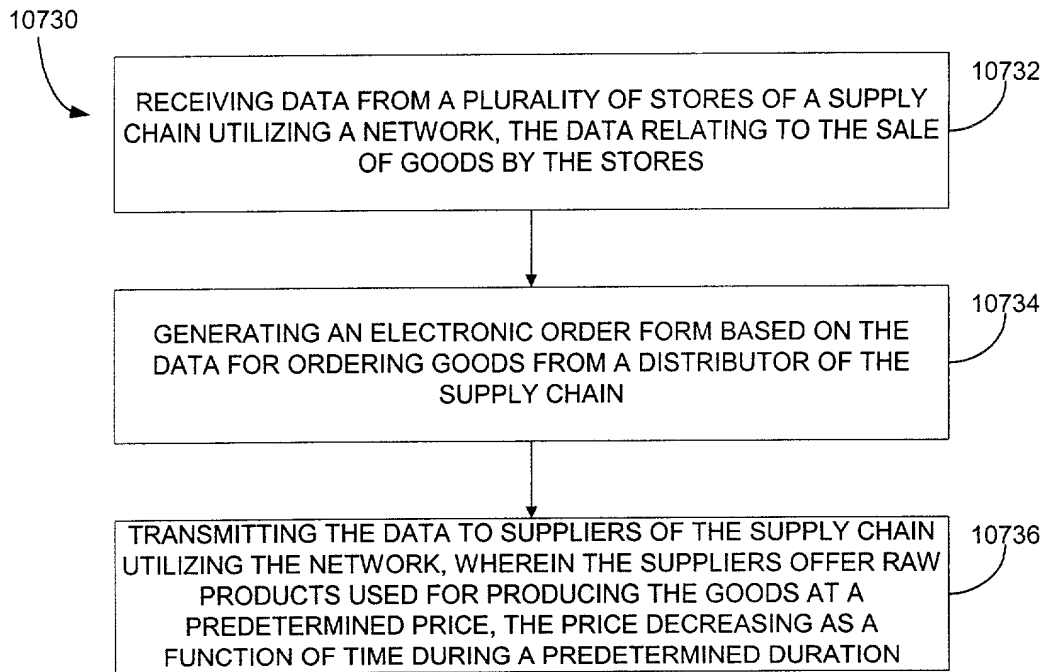 10730
10732
RECEIVING DATA FROM A PLURALITY OF STORES OF A SUPPLY
CHAIN UTILIZING A NETWORK, THE DATA RELATING TO THE SALE
OF GOODS BY THE STORES
10734
GENERATING AN ELECTRONIC ORDER FORM BASED ON THE
DATA FOR ORDERING GOODS FROM A DISTRIBUTOR OF THE
SUPPLY CHAIN
10736
TRANSMITTING THE DATA TO SUPPLIERS OF THE SUPPLY CHAIN
UTILIZING THE NETWORK, WHEREIN THE SUPPLIERS OFFER RAW
PRODUCTS USED FOR PRODUCING THE GOODS AT A
PREDETERMINED PRICE, THE PRICE DECREASING AS A
FUNCTION OF TIME DURING A PREDETERMINED DURATION